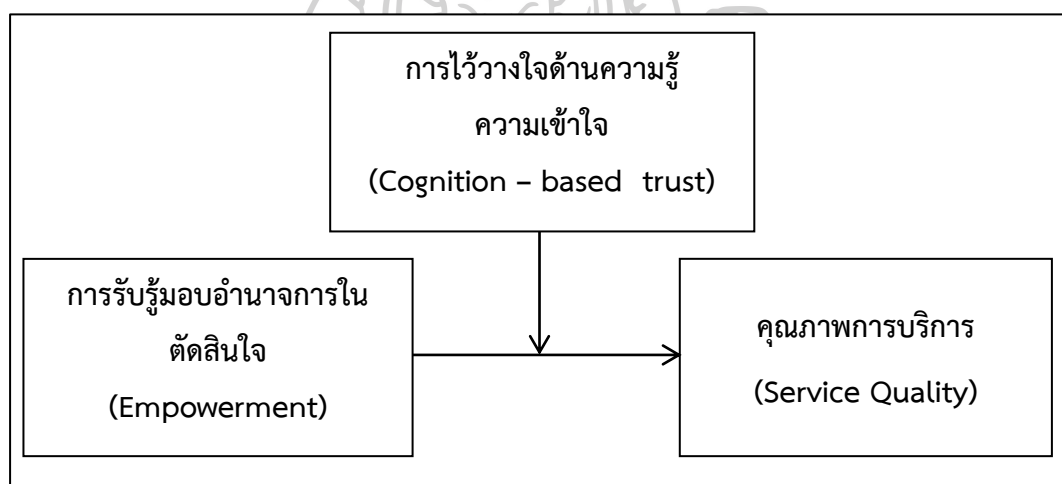 การไว้วางใจด้านความรู้
ความเข้าใจ
(Cognition – based trust)
การรับรู้มอบอำนาจการใน
ตัดสินใจ
(Empowerment)
คุณภาพการบริการ
(Service Quality)